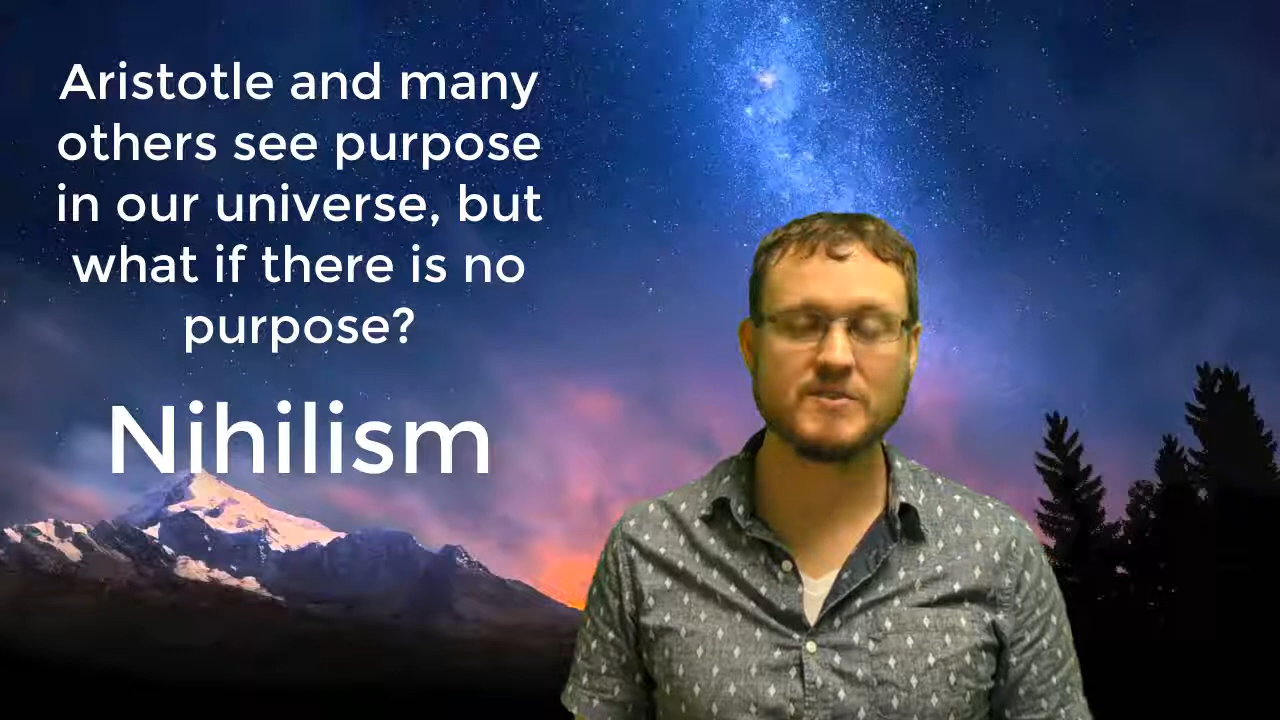 Aristotle and many
others see purpose
in our universe, but
what if there is no
purpose?
Nihilism